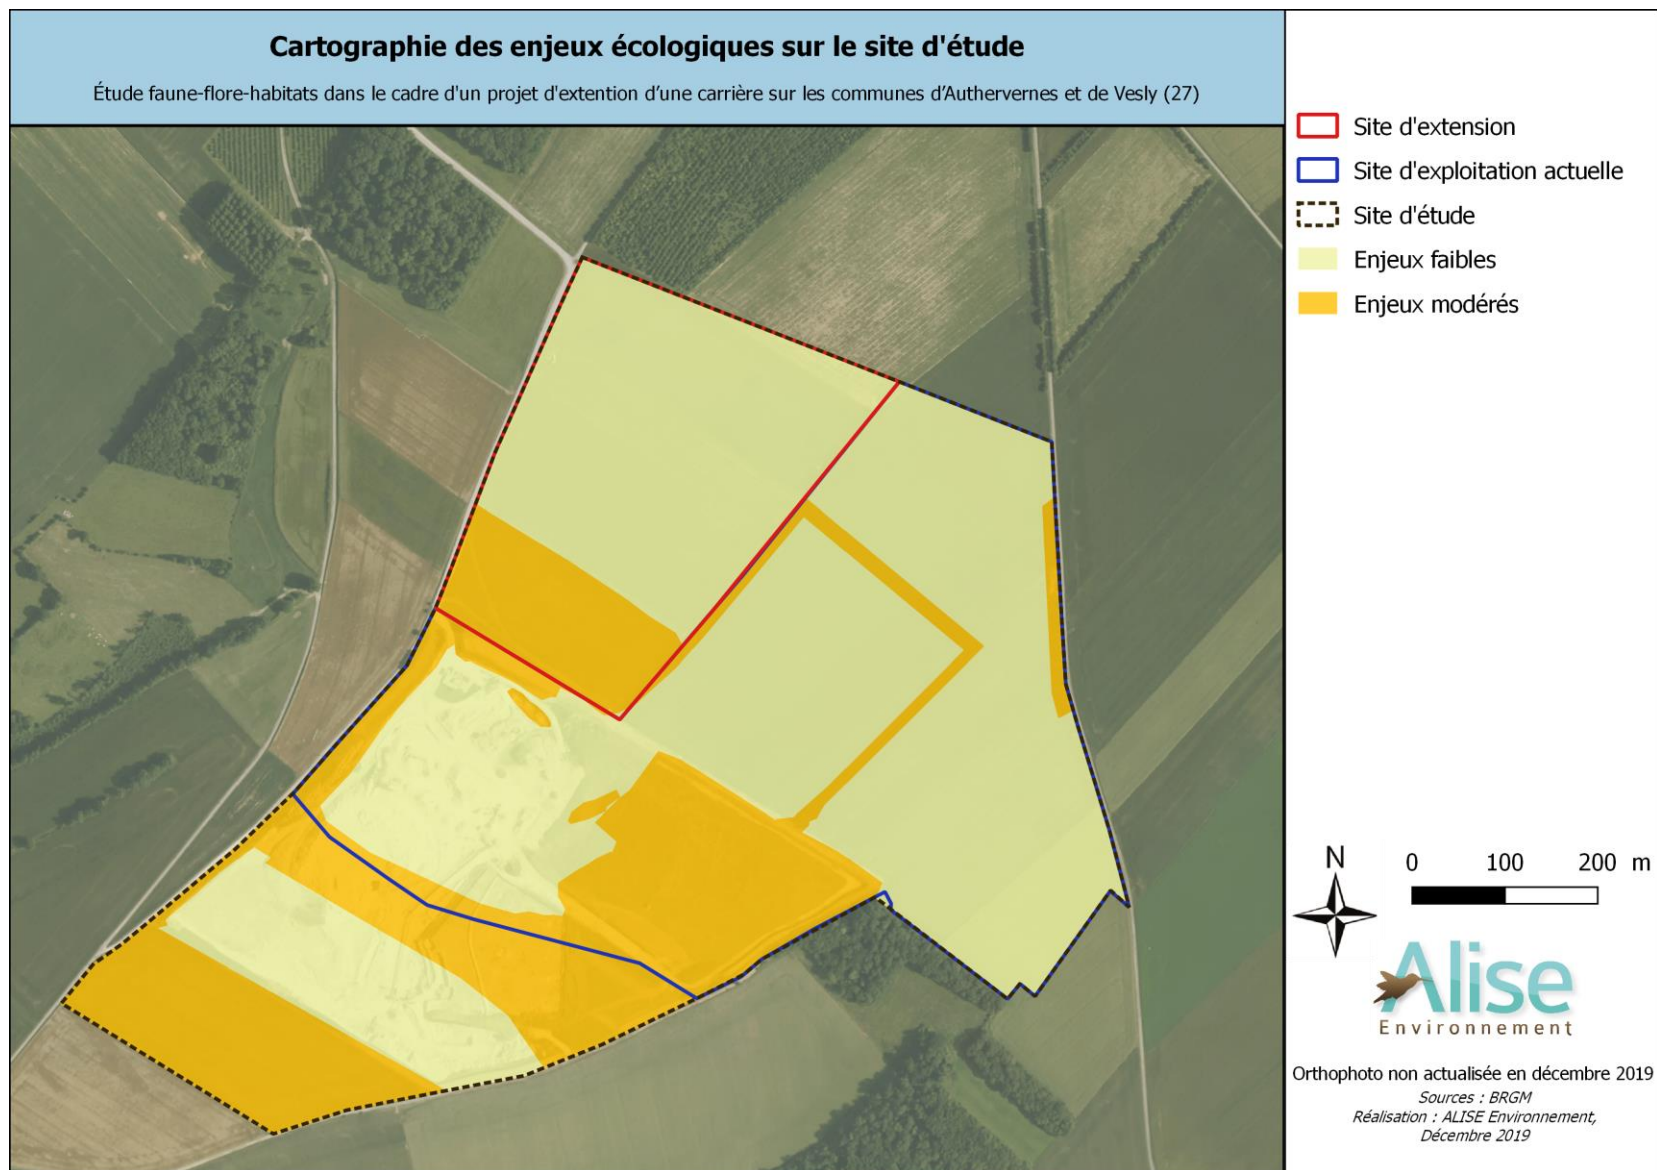 Cartographie des enjeux écologiques sur le site d'étude
Étude faune-flore-habitats dans le cadre d'un projet d'extention d’une carrière sur les communes d’Authervernes et de Vesly (27)
Site d'extension
Site d'exploitation actuelle
Site d'étude
Enjeux faibles
Enjeux modérés
N
0 100 200 m
Alise
Environnement
Orthophoto non actualisée en décembre 2019
Sources : BRGM
Réalisation : ALISE Environnement,
Décembre 2019